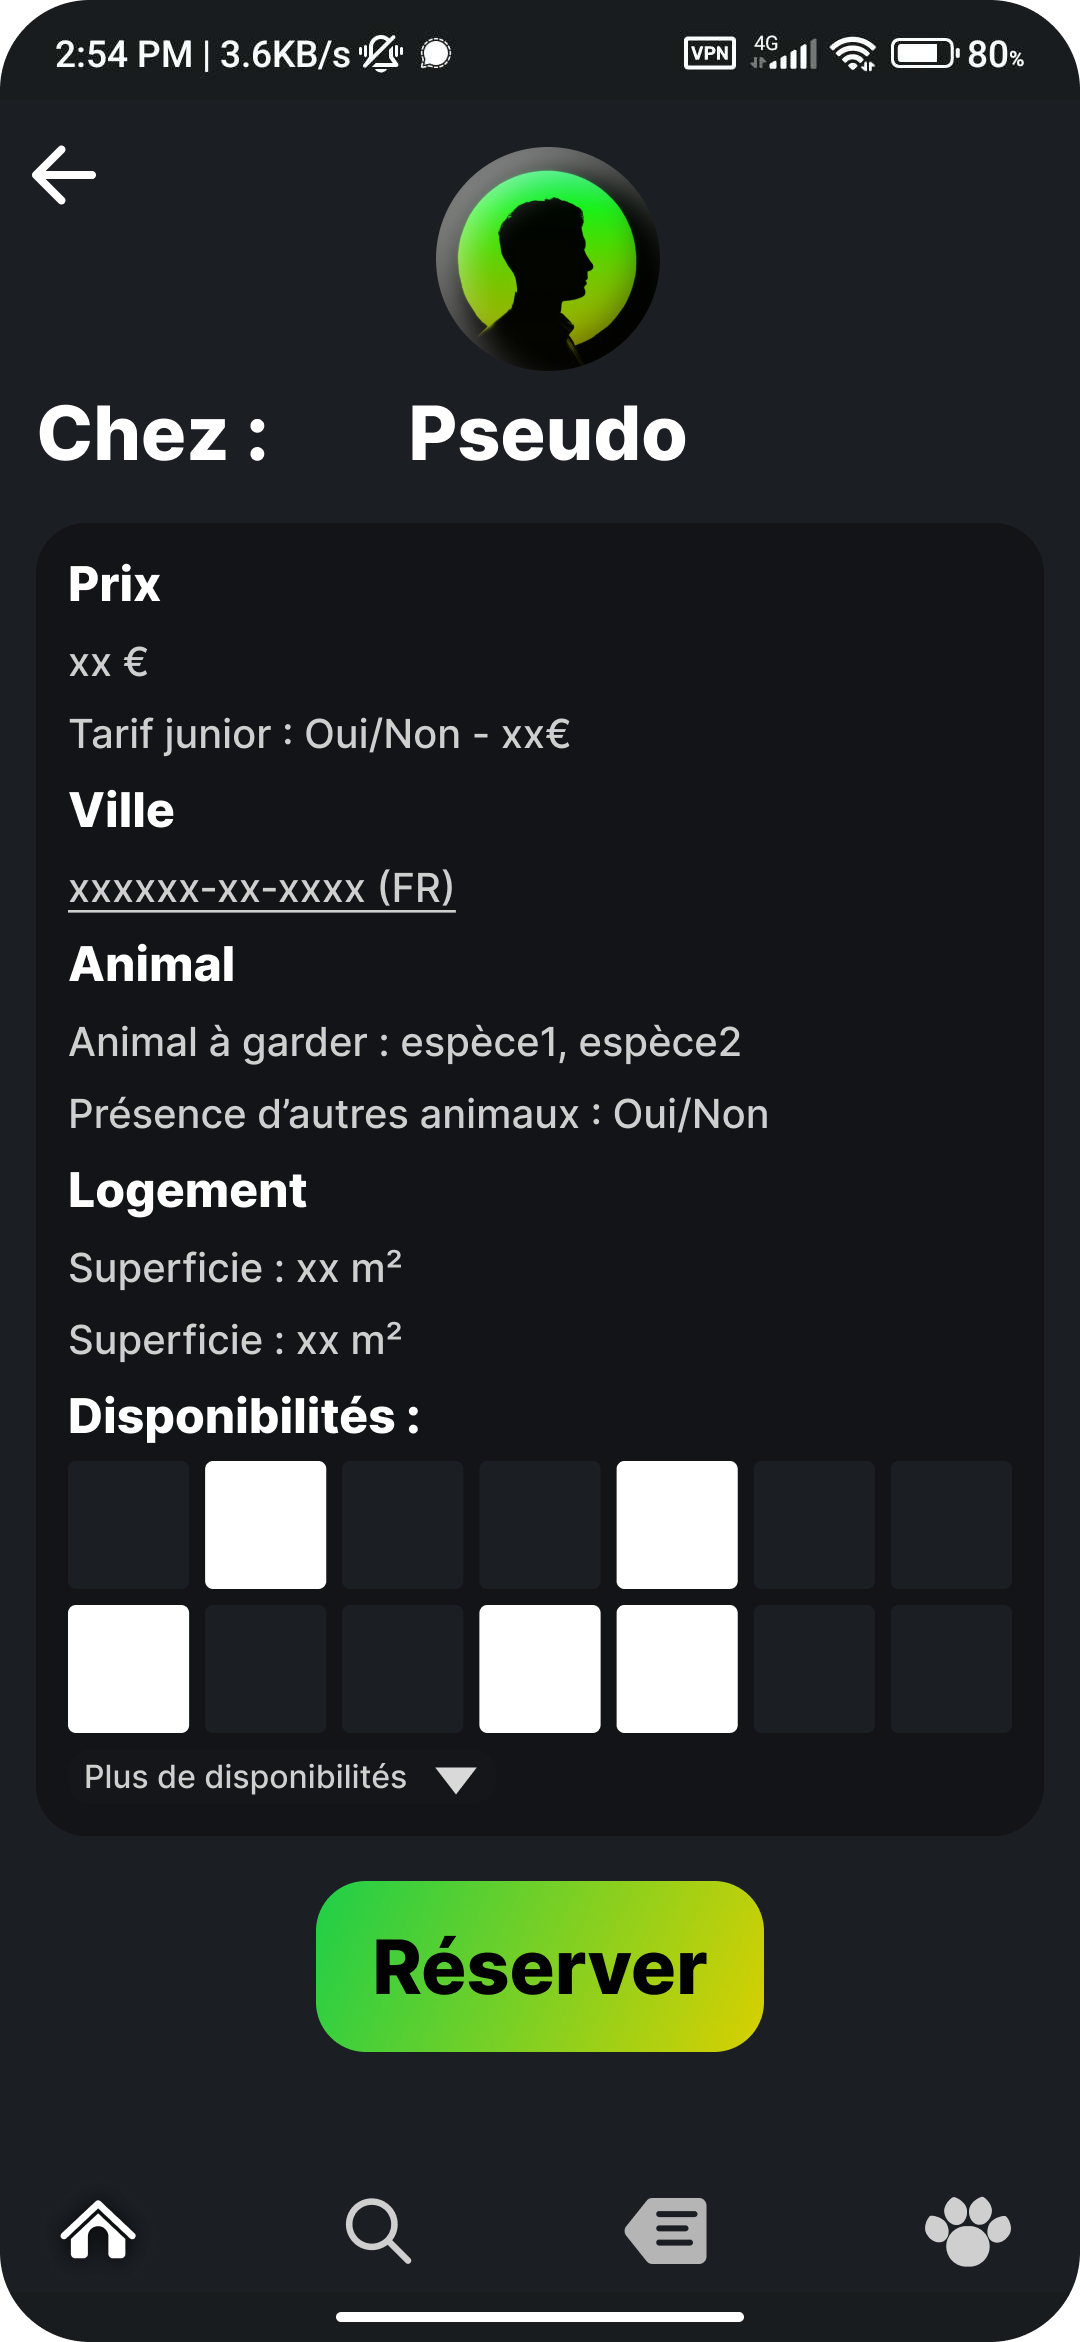 2:54 PM | 3.6KB/s VPN 4G 80%
Chez : Pseudo
Prix
xx €
Tarif junior : Oui/Non - xx€
Ville
xxxxxx-xx-xxxx (FR)
Animal
Animal à garder : espèce1, espèce2
Présence d’autres animaux : Oui/Non
Logement
Superficie : xx m²
Superficie : xx m²
Disponibilités :
Plus de disponibilités
Réserver